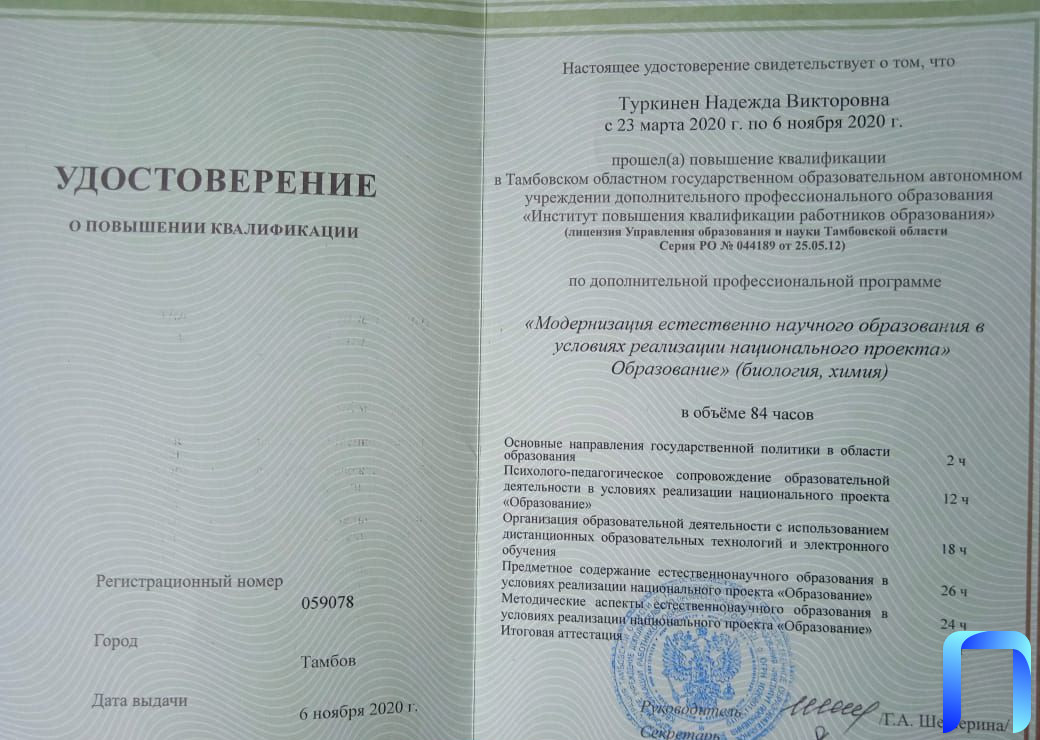 УДОСТОВЕРЕНИЕ
О ПОВЫШЕНИИ КВАЛИФИКАЦИИ
Регистрационный номер
059078
Город
Тамбов
Дата выдачи
6 ноября 2020 г.
Настоящее удостоверение свидетельствует о том, что
Туркинен Надежда Викторовна
с 23 марта 2020 г. по 6 ноября 2020 г.
прошел(а) повышение квалификации
в Тамбовском областном государственном образовательном автономном
учреждении дополнительного профессионального образования
«Институт повышения квалификации работников образования»
(лицензия Управления образования и науки Тамбовской области
Серия РО № 044189 от 25.05.12)
по дополнительной профессиональной программе
«Модернизация естественно научного образования в
условиях реализации национального проекта»
Образование» (биология, химия)
в объёме 84 часов
Основные направления государственной политики в области
образования 2 ч
Психолого-педагогическое сопровождение образовательной
деятельности в условиях реализации национального проекта
«Образование» 12 ч
Организация образовательной деятельности с использованием
дистанционных образовательных технологий и электронного
обучения 18 ч
Предметное содержание естественнонаучного образования в
условиях реализации национального проекта «Образование» 26 ч
Методические аспекты естественнонаучного образования в
условиях реализации национального проекта «Образование» 24 ч
Итоговая аттестация
Руководитель /Г.А.
Секретарь